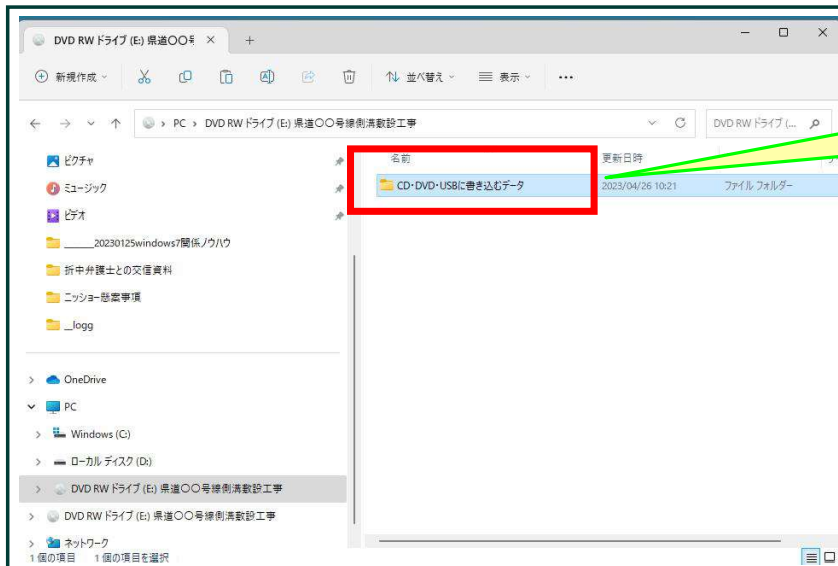 DVD RW ドライブ (E:) 県道〇〇号
新規作成
並べ替え
表示
PC › DVD RW ドライブ (E:) 県道〇〇号線側溝敷設工事
DVD RW ドライブ (...
名前
更新日時
CD・DVD・USBに書き込むデータ
2023/04/26 10:21
ファイル フォルダー
ピクチャ
ミュージック
ビデオ
______20230125windows7関係ノウハウ
折中弁護士との交信資料
ニッショー懸案事項
__logg
OneDrive
PC
Windows (C:)
ローカル ディスク (D:)
DVD RW ドライブ (E:) 県道〇〇号線側溝敷設工事
DVD RW ドライブ (E:) 県道〇〇号線側溝敷設工事
ネットワーク
1 個の項目 1 個の項目を選択